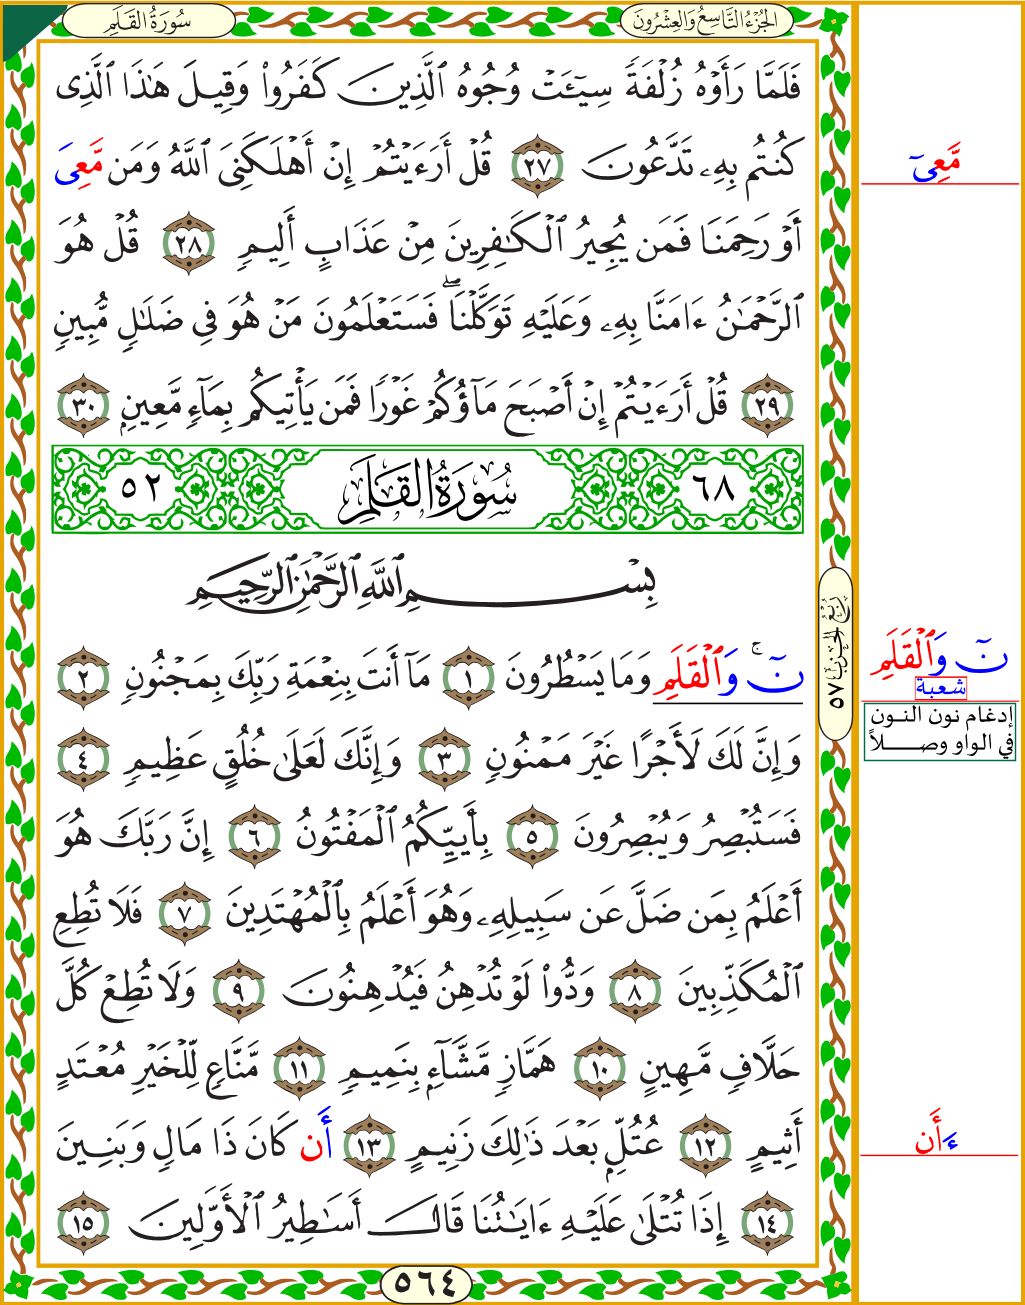 الجُزْءُ التَّاسِعُ وَالعِشْرُونَ
سُورَةُ القَلَمِ
فَلَمَّا رَأَوْهُ زُلْفَةً سِيٓـَٔتْ وُجُوهُ ٱلَّذِينَ كَفَرُوا۟ وَقِيلَ هَٰذَا ٱلَّذِى
كُنتُم بِهِۦ تَدَّعُونَ ٢٧ قُلْ أَرَءَيْتُمْ إِنْ أَهْلَكَنِىَ ٱللَّهُ وَمَن مَّعِىَ
أَوْ رَحِمَنَا فَمَن يُجِيرُ ٱلْكَٰفِرِينَ مِنْ عَذَابٍ أَلِيمٍ ٢٨ قُلْ هُوَ
ٱلرَّحْمَٰنُ ءَامَنَّا بِهِۦ وَعَلَيْهِ تَوَكَّلْنَا ۖ فَسَتَعْلَمُونَ مَنْ هُوَ فِى ضَلَٰلٍ مُّبِينٍ
٢٩ قُلْ أَرَءَيْتُمْ إِنْ أَصْبَحَ مَآؤُكُمْ غَوْرًا فَمَن يَأْتِيكُم بِمَآءٍ مَّعِينٍ ٣٠
٦٨ سُورَةُ القَلَمِ ٥٢
بِسْمِ ٱللَّهِ ٱلرَّحْمَٰنِ ٱلرَّحِيمِ
نٓ ۚ وَٱلْقَلَمِ وَمَا يَسْطُرُونَ ١ مَآ أَنتَ بِنِعْمَةِ رَبِّكَ بِمَجْنُونٍ ٢
وَإِنَّ لَكَ لَأَجْرًا غَيْرَ مَمْنُونٍ ٣ وَإِنَّكَ لَعَلَىٰ خُلُقٍ عَظِيمٍ ٤
فَسَتُبْصِرُ وَيُبْصِرُونَ ٥ بِأَييِّكُمُ ٱلْمَفْتُونُ ٦ إِنَّ رَبَّكَ هُوَ
أَعْلَمُ بِمَن ضَلَّ عَن سَبِيلِهِۦ وَهُوَ أَعْلَمُ بِٱلْمُهْتَدِينَ ٧ فَلَا تُطِعِ
ٱلْمُكَذِّبِينَ ٨ وَدُّوا۟ لَوْ تُدْهِنُ فَيُدْهِنُونَ ٩ وَلَا تُطِعْ كُلَّ
حَلَّافٍ مَّهِينٍ ١٠ هَمَّازٍ مَّشَّآءٍ بِنَمِيمٍ ١١ مَّنَّاعٍ لِّلْخَيْرِ مُعْتَدٍ
أَثِيمٍ ١٢ عُتُلٍّ بَعْدَ ذَٰلِكَ زَنِيمٍ ١٣ أَن كَانَ ذَا مَالٍ وَبَنِينَ
١٤ إِذَا تُتْلَىٰ عَلَيْهِ ءَايَٰتُنَا قَالَ أَسَٰطِيرُ ٱلْأَوَّلِينَ ١٥
٥٦٤
رُبْعُ الحِزْبِ ٥٧
مَّعِىٓ
نٓ وَٱلْقَلَمِ
شعبة
إدغام نون النون
في الواو وصلاً
ءَأَن